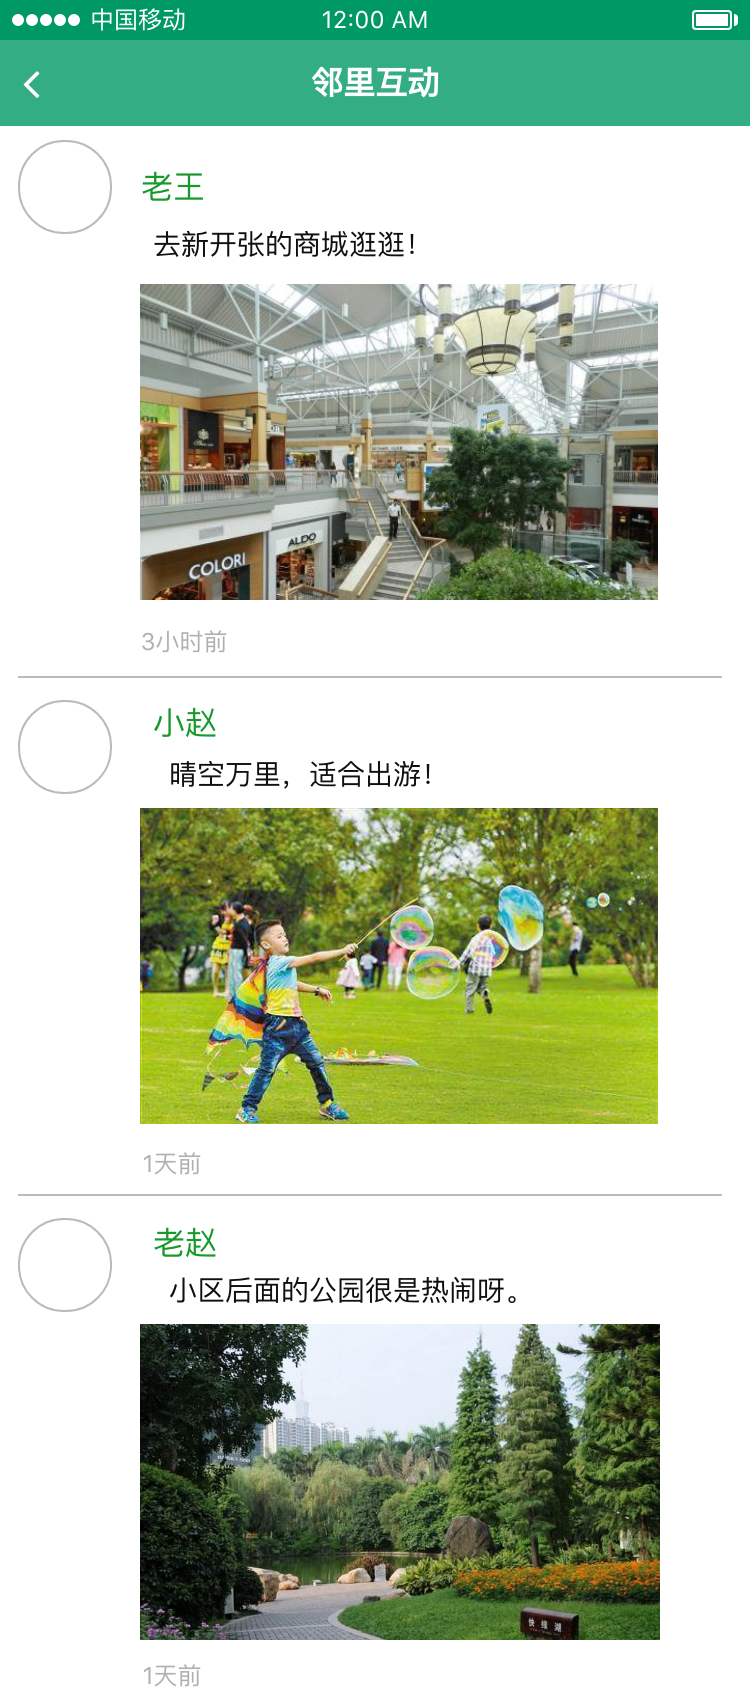 中国移动
12:00 AM
邻里互动
老王
去新开张的商城逛逛！
COLORI
ALDO
3小时前
小赵
晴空万里，适合出游！
1天前
老赵
小区后面的公园很是热闹呀。
1天前